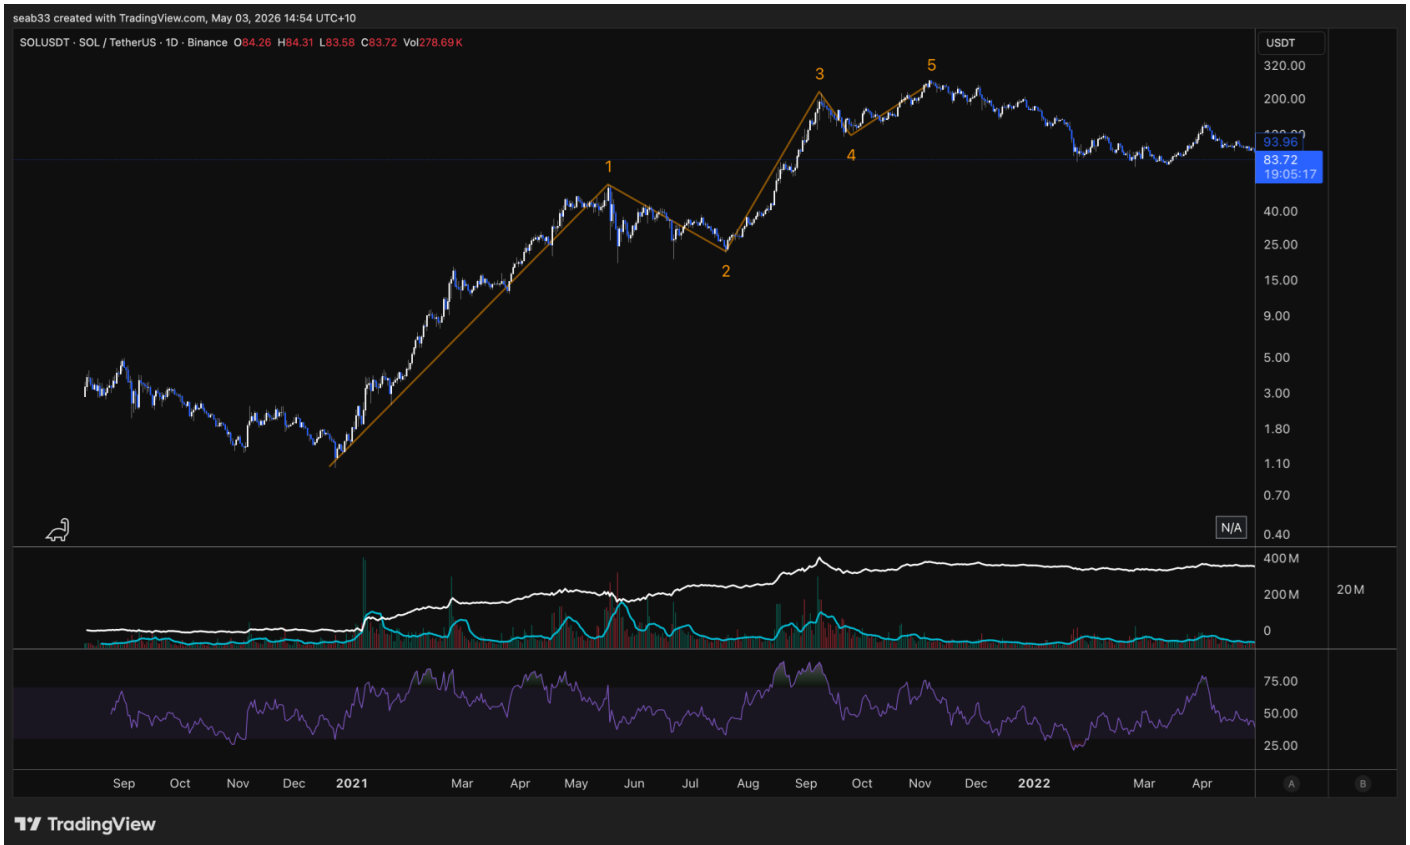 seab33 created with TradingView.com, May 03, 2026 14:54 UTC+10
SOLUSDT · SOL / TetherUS · 1D · Binance O84.26 H84.31 L83.58 C83.72 Vol278.69K
USDT
320.00
200.00
120.00
93.96
83.72
19:05:17
40.00
25.00
15.00
9.00
5.00
3.00
1.80
1.10
0.70
0.40
1
2
3
4
5
N/A
400M
200M
0
20M
75.00
50.00
25.00
Sep Oct Nov Dec 2021 Mar Apr May Jun Jul Aug Sep Oct Nov Dec 2022 Mar Apr A B
TradingView